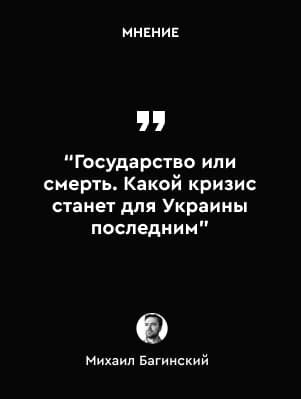 МНЕНИЕ
”
“Государство или
смерть. Какой кризис
станет для Украины
последним”
Михаил Багинский